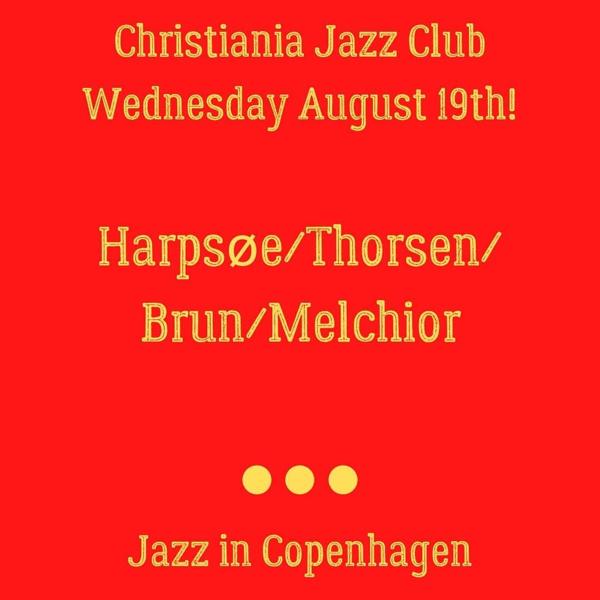 Christiania Jazz Club
Wednesday August 19th!
Harpsøe/Thorsen/
Brun/Melchior
Jazz in Copenhagen